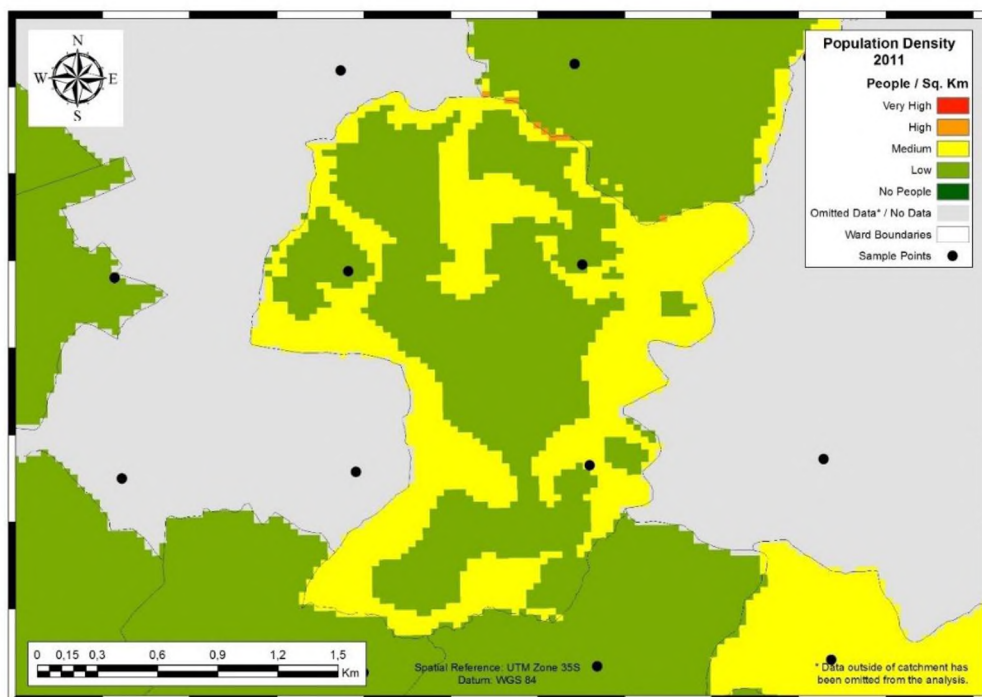 N
W E
S
Population Density
2011
People / Sq. Km
Very High
High
Medium
Low
No People
Omitted Data* / No Data
Ward Boundaries
Sample Points
0 0,15 0,3 0,6 0,9 1,2 1,5
Km
Spatial Reference: UTM Zone 35S
Datum: WGS 84
* Data outside of catchment has
been omitted from the analysis.